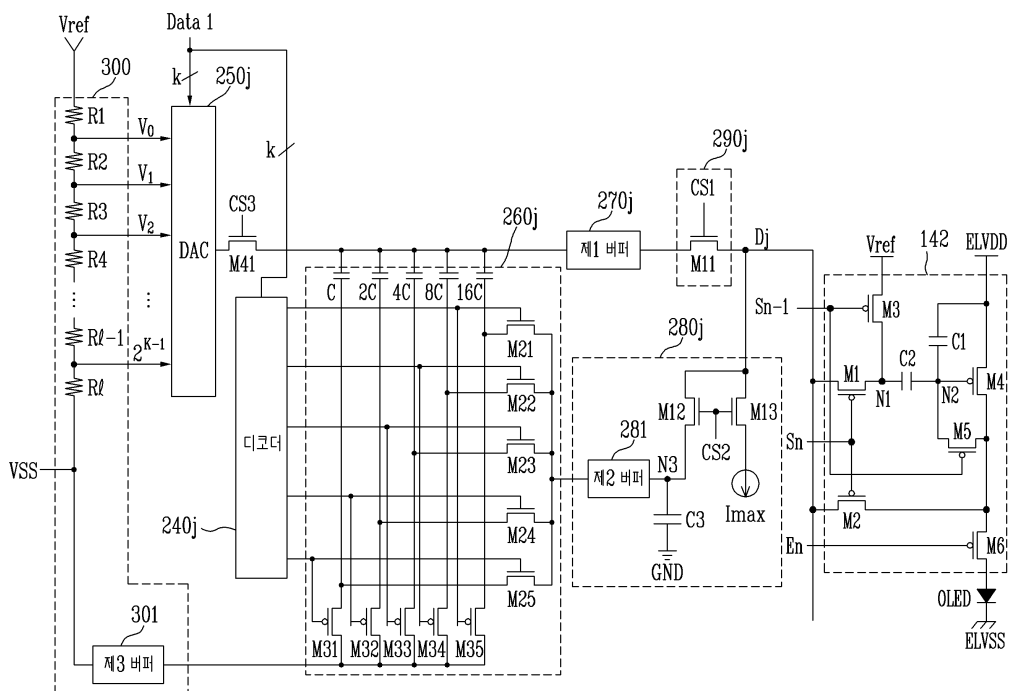 Vref
Data 1
300
k
250j
R1
V0
R2
V1
R3
V2
R4
...
...
Rℓ-1
2K-1
Rℓ
DAC
k
CS3
M41
260j
C 2C 4C 8C 16C
270j
제1 버퍼
290j
CS1
M11
Dj
Vref
142
ELVDD
Sn-1
M3
C1
M1
C2
N1
N2
M4
M5
Sn
M2
En
M6
OLED
ELVSS
280j
M12
M13
CS2
281
제2 버퍼
N3
C3
GND
Imax
M21
M22
M23
M24
M25
디코더
240j
VSS
M31 M32 M33 M34 M35
301
제3 버퍼